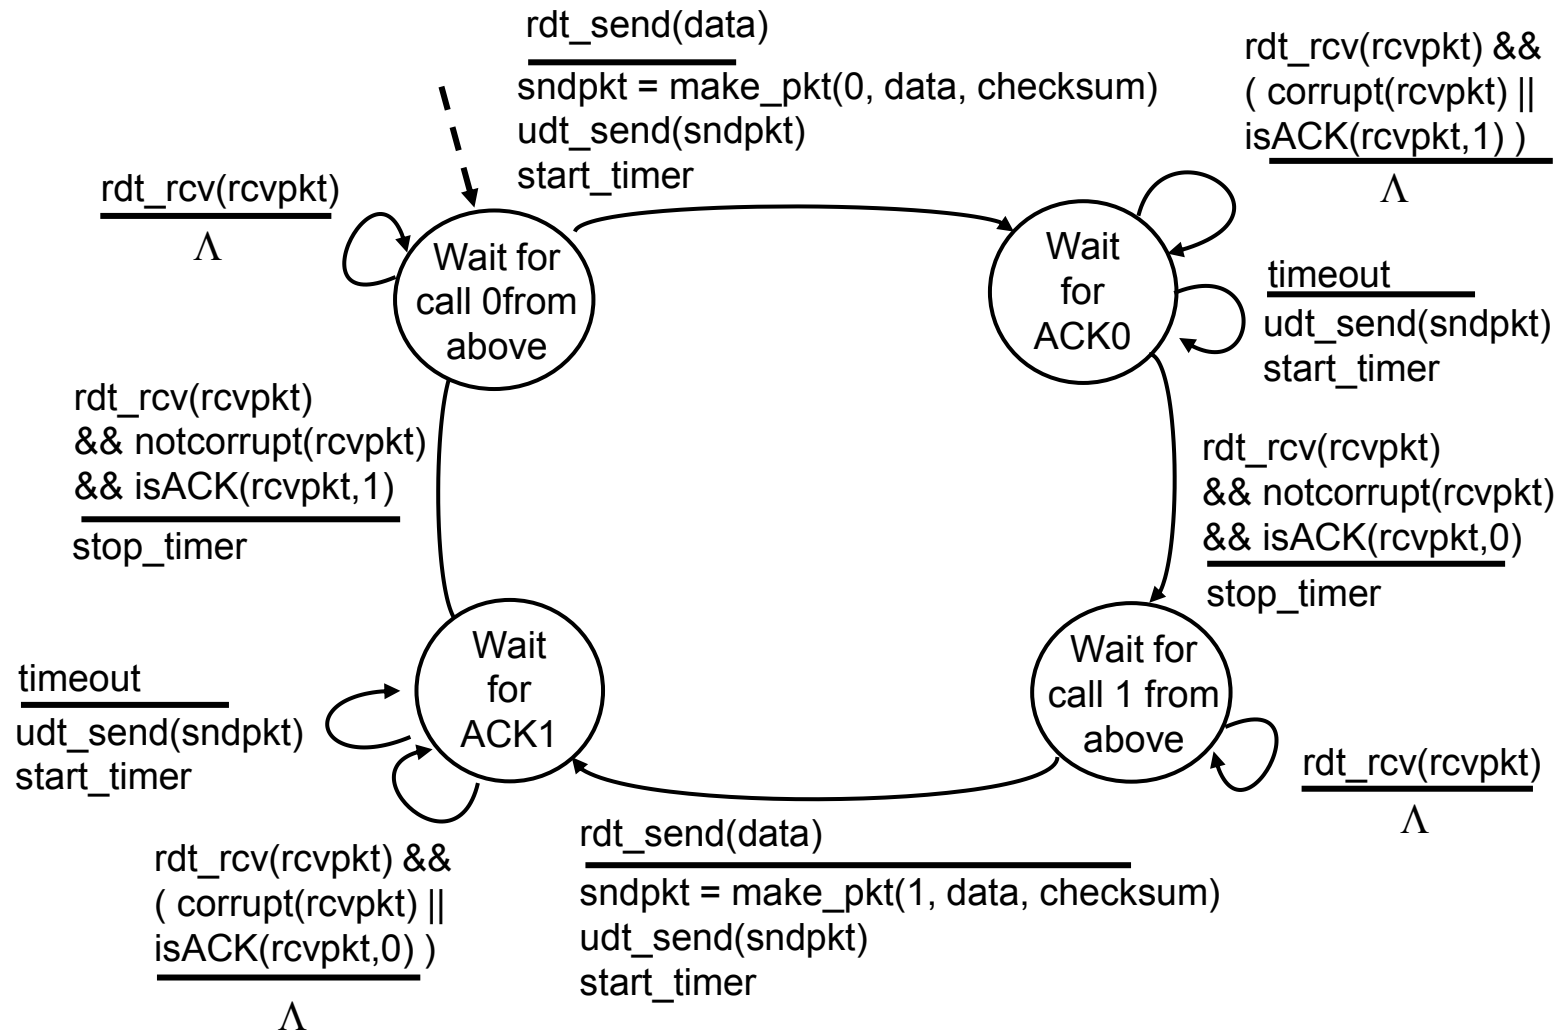 rdt_send(data)
sndpkt = make_pkt(0, data, checksum)
udt_send(sndpkt)
start_timer
rdt_rcv(rcvpkt) &&
( corrupt(rcvpkt) ||
isACK(rcvpkt,1) )
Λ
rdt_rcv(rcvpkt)
Λ
Wait for
call 0from
above
Wait
for
ACK0
timeout
udt_send(sndpkt)
start_timer
rdt_rcv(rcvpkt)
&& notcorrupt(rcvpkt)
&& isACK(rcvpkt,1)
stop_timer
rdt_rcv(rcvpkt)
&& notcorrupt(rcvpkt)
&& isACK(rcvpkt,0)
stop_timer
timeout
udt_send(sndpkt)
start_timer
Wait
for
ACK1
Wait for
call 1 from
above
rdt_rcv(rcvpkt)
Λ
rdt_rcv(rcvpkt) &&
( corrupt(rcvpkt) ||
isACK(rcvpkt,0) )
Λ
rdt_send(data)
sndpkt = make_pkt(1, data, checksum)
udt_send(sndpkt)
start_timer